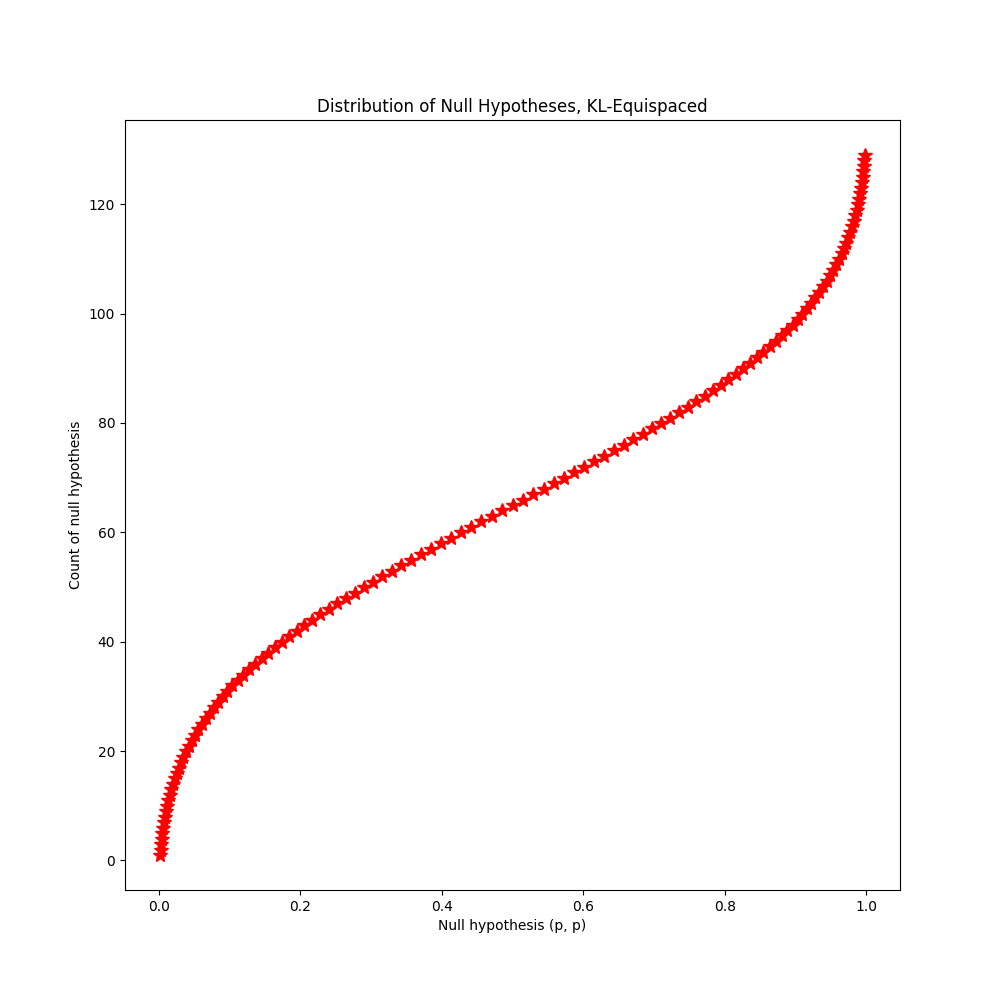 Distribution of Null Hypotheses, KL-Equispaced
120
100
80
60
40
20
0
Count of null hypothesis
0.0 0.2 0.4 0.6 0.8 1.0
Null hypothesis (p, p)